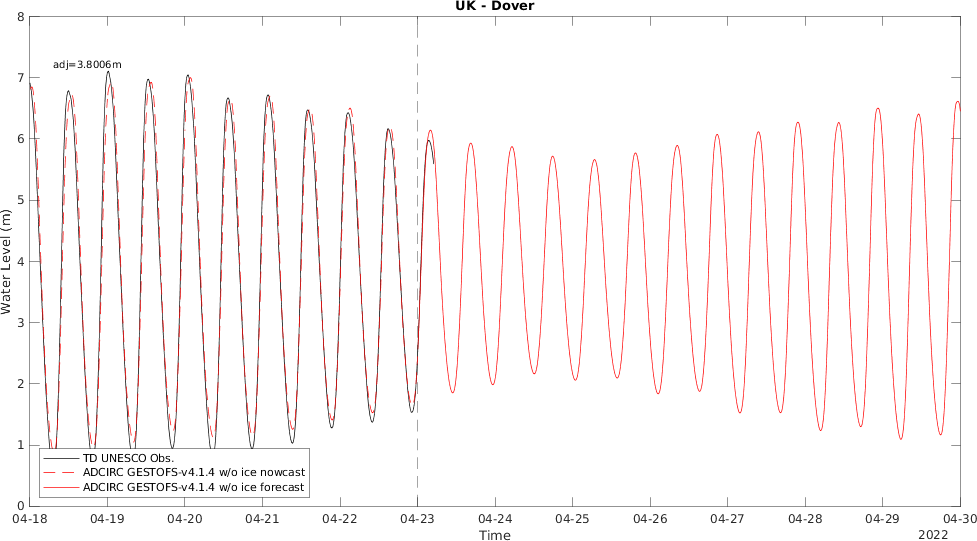 UK - Dover
8
7
6
5
4
3
2
1
0
Water Level (m)
adj=3.8006m
TD UNESCO Obs.
ADCIRC GESTOFS-v4.1.4 w/o ice nowcast
ADCIRC GESTOFS-v4.1.4 w/o ice forecast
04-18 04-19 04-20 04-21 04-22 04-23 04-24 04-25 04-26 04-27 04-28 04-29 04-30
Time
2022